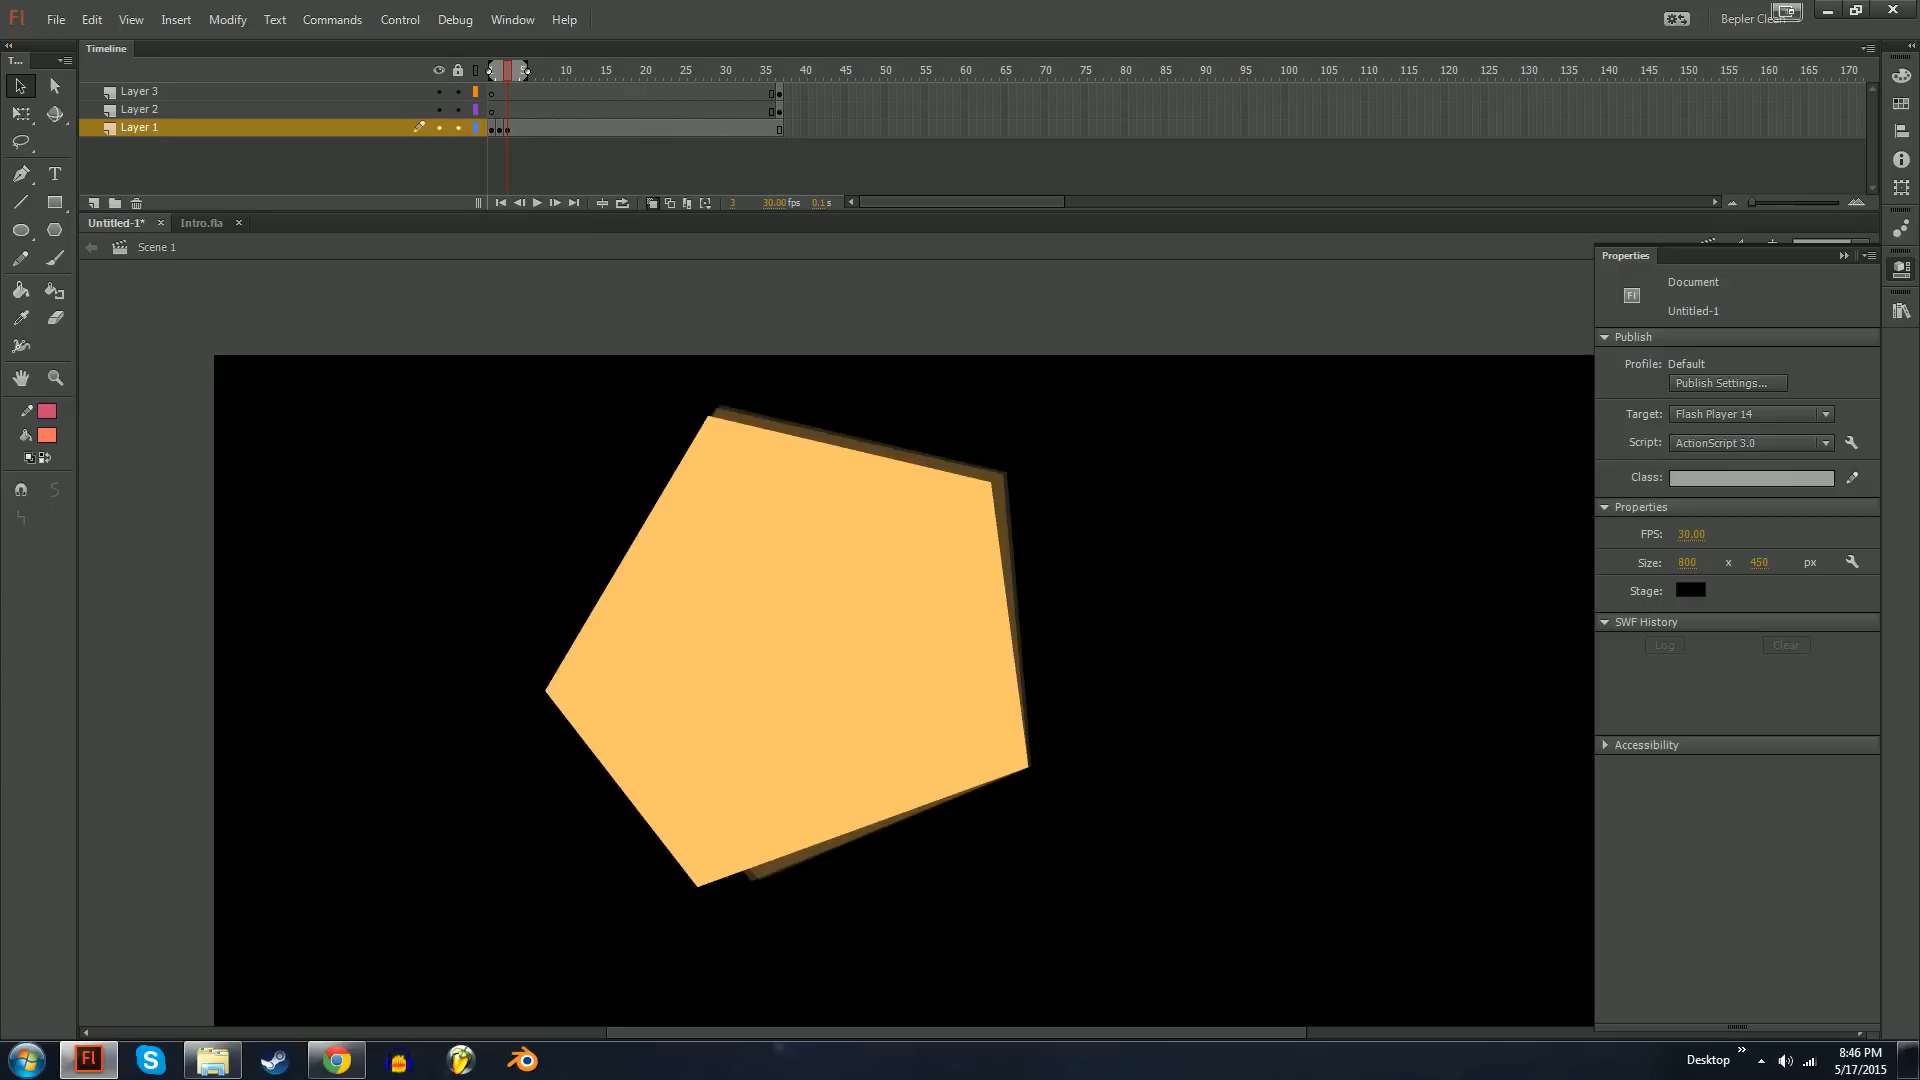 Fl File Edit View Insert Modify Text Commands Control Debug Window Help
Timeline
T...
5 10 15 20 25 30 35 40 45 50 55 60 65 70 75 80 85 90 95 100 105 110 115 120 125 130 135 140 145 150 155 160 165 170
Layer 3
Layer 2
Layer 1
3 30.00 fps 0.1 s
Untitled-1* Intro.fla
Scene 1
Properties
Fl
Document
Untitled-1
Publish
Profile: Default
Publish Settings...
Target: Flash Player 14
Script: ActionScript 3.0
Class:
Properties
FPS: 30.00
Size: 800 x 450 px
Stage:
SWF History
Log Clear
Accessibility
T
S
Fl
S
Desktop
8:46 PM
5/17/2015